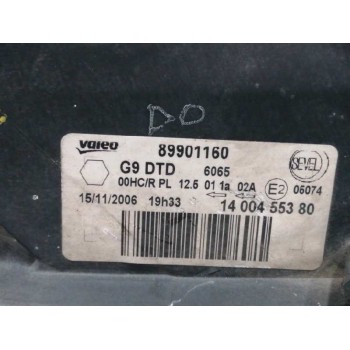 DO
valeo 89901160
SEVEL
G9 DTD 6065
00HC/R PL 12.5 01 1a 02A E2 05074
15/11/2006 19h33 14 004 553 80